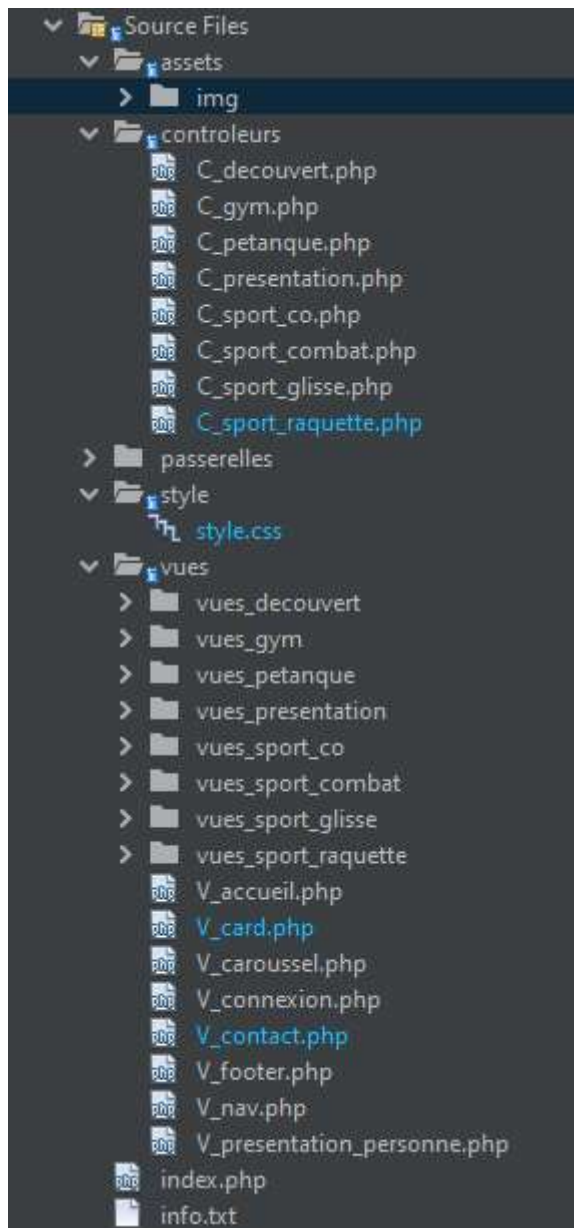 Source Files
assets
img
controleurs
C_decouvert.php
C_gym.php
C_petanque.php
C_presentation.php
C_sport_co.php
C_sport_combat.php
C_sport_glisse.php
C_sport_raquette.php
passerelles
style
style.css
vues
vues_decouvert
vues_gym
vues_petanque
vues_presentation
vues_sport_co
vues_sport_combat
vues_sport_glisse
vues_sport_raquette
V_accueil.php
V_card.php
V_caroussel.php
V_connexion.php
V_contact.php
V_footer.php
V_nav.php
V_presentation_personne.php
index.php
info.txt